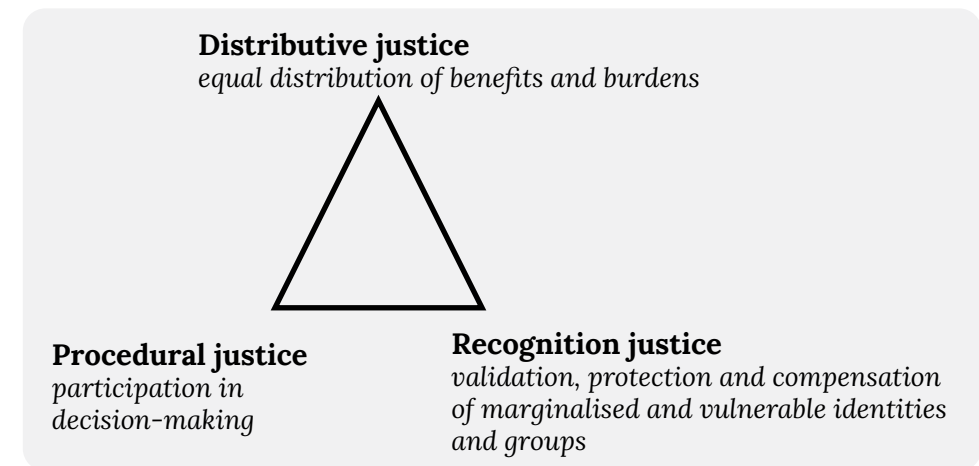 Distributive justice
equal distribution of benefits and burdens
Procedural justice
participation in
decision-making
Recognition justice
validation, protection and compensation
of marginalised and vulnerable identities
and groups